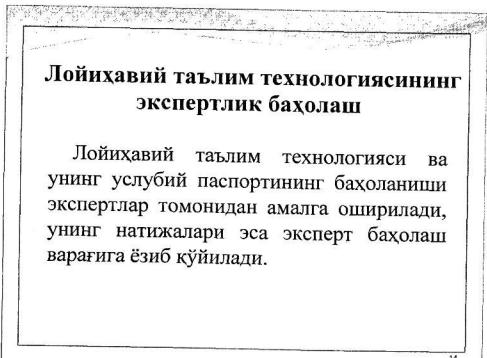 Лойиҳавий таълим технологиясининг
экспертлик баҳолаш
Лойиҳавий таълим технологияси ва
унинг услубий паспортининг баҳоланиши
экспертлар томонидан амалга оширилади,
унинг натижалари эса эксперт баҳолаш
варағига ёзиб қўйилади.